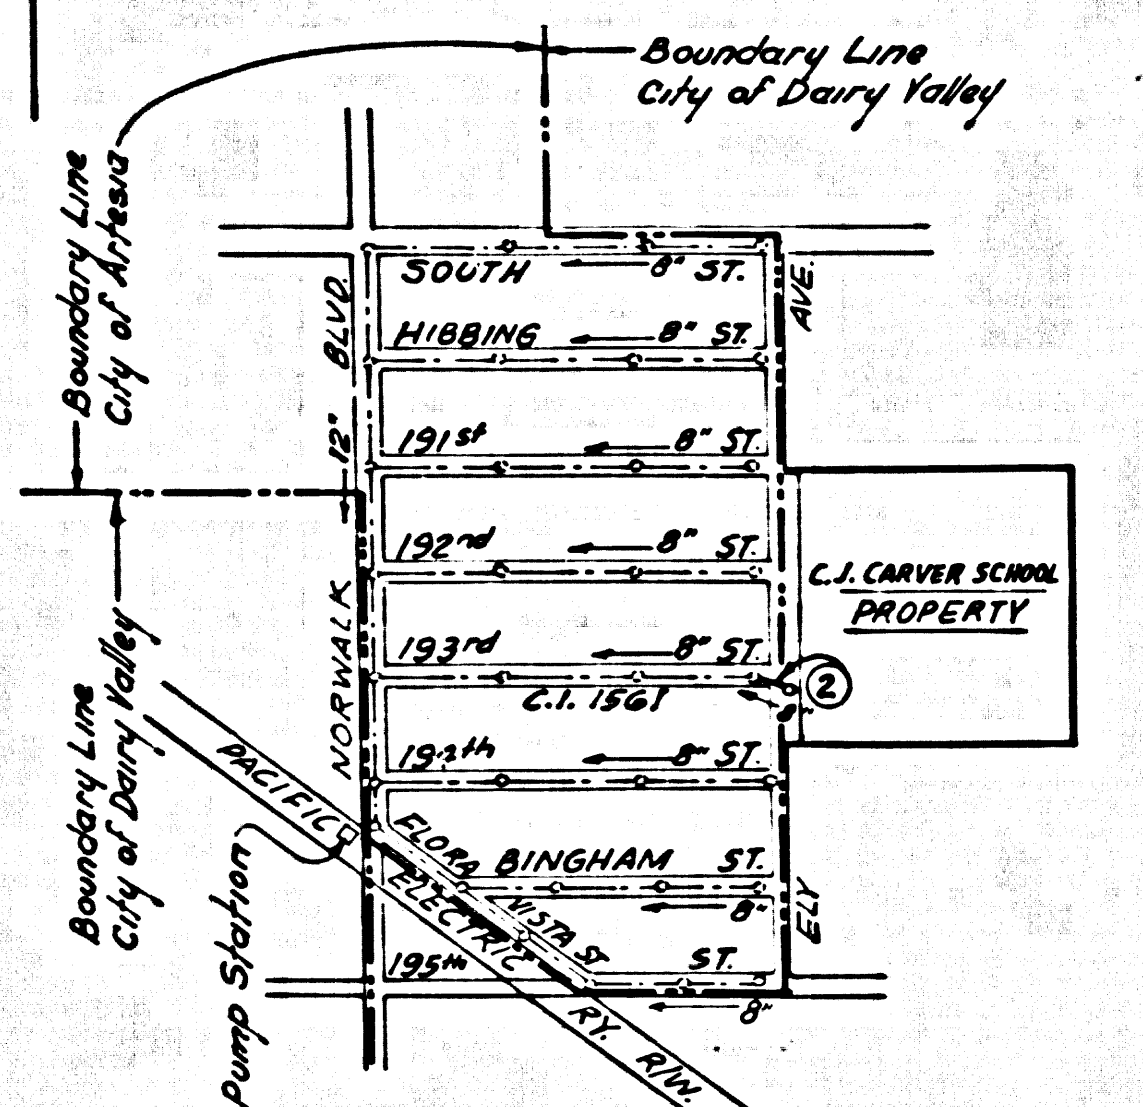 Boundary Line
City of Dairy Valley
Boundary Line
City of Artesia
SOUTH 8" ST.
HIBBING 8" ST.
191st 8" ST.
192nd 8" ST.
193rd 8" ST.
C.I. 1561
8"
2
8" ST.
FLORA VISTA ST
BINGHAM ST.
8"
195th ST.
8"
NORWALK 12" BLVD.
ELY AVE.
C.J. CARVER SCHOOL
PROPERTY
Boundary Line
City of Dairy Valley
PACIFIC ELECTRIC RY. R/W.
Pump Station